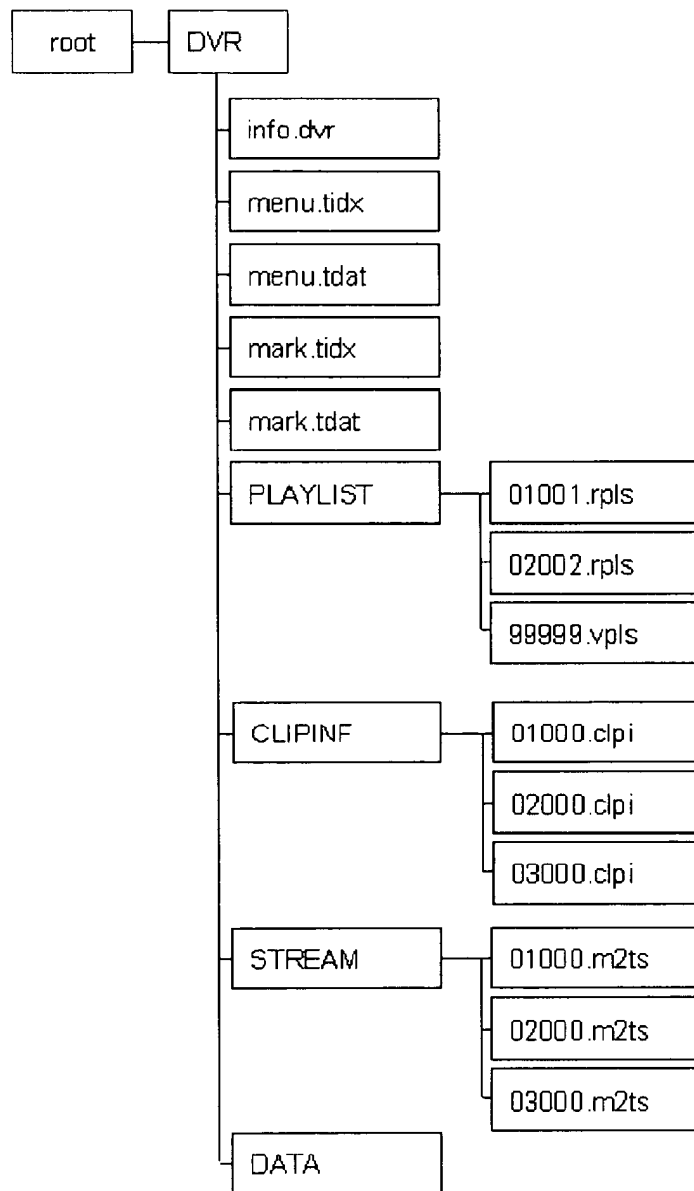 root
DVR
info.dvr
menu.tidx
menu.tdat
mark.tidx
mark.tdat
PLAYLIST
01001.rpls
02002.rpls
99999.vpls
CLIPINF
01000.clpi
02000.clpi
03000.clpi
STREAM
01000.m2ts
02000.m2ts
03000.m2ts
DATA